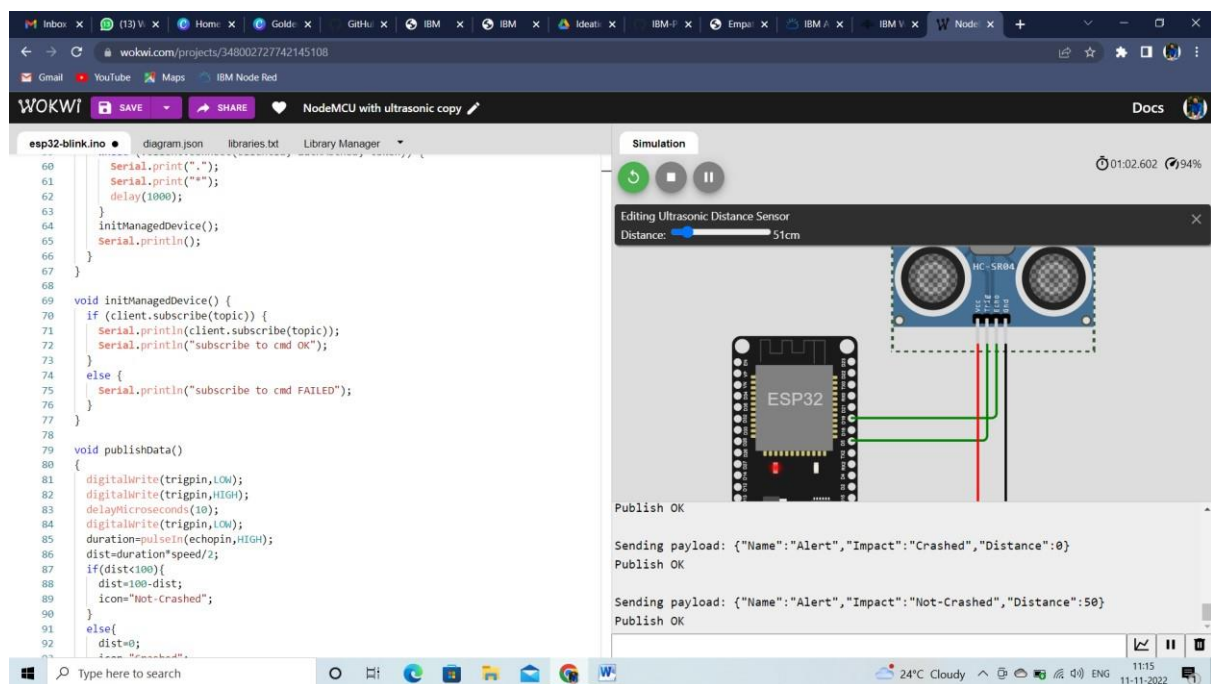 Inbox
(13) W
Home
Golde
GitHul
IBM
IBM
Ideati
IBM-P
Empat
IBM A
IBM V
Node
wokwi.com/projects/348002727742145108
Gmail YouTube Maps IBM Node Red
WOKWI SAVE SHARE NodeMCU with ultrasonic copy Docs
esp32-blink.ino ● diagram.json libraries.txt Library Manager
60 Serial.print(".");
61 Serial.print("*");
62 delay(1000);
63 }
64 initManagedDevice();
65 Serial.println();
66 }
67 }
68
69 void initManagedDevice() {
70 if (client.subscribe(topic)) {
71 Serial.println(client.subscribe(topic));
72 Serial.println("subscribe to cmd OK");
73 }
74 else {
75 Serial.println("subscribe to cmd FAILED");
76 }
77 }
78
79 void publishData()
80 {
81 digitalWrite(trigpin,LOW);
82 digitalWrite(trigpin,HIGH);
83 delayMicroseconds(10);
84 digitalWrite(trigpin,LOW);
85 duration=pulseIn(echopin,HIGH);
86 dist=duration*speed/2;
87 if(dist<100){
88 dist=100-dist;
89 icon="Not-Crashed";
90 }
91 else{
92 dist=0;
Simulation
01:02.602 94%
Editing Ultrasonic Distance Sensor
Distance: 51cm
HC-SR04
Vcc
Trig
Echo
Gnd
ESP32
Publish OK
Sending payload: {"Name":"Alert","Impact":"Crashed","Distance":0}
Publish OK
Sending payload: {"Name":"Alert","Impact":"Not-Crashed","Distance":50}
Publish OK
Type here to search
24°C Cloudy
ENG
11:15
11-11-2022